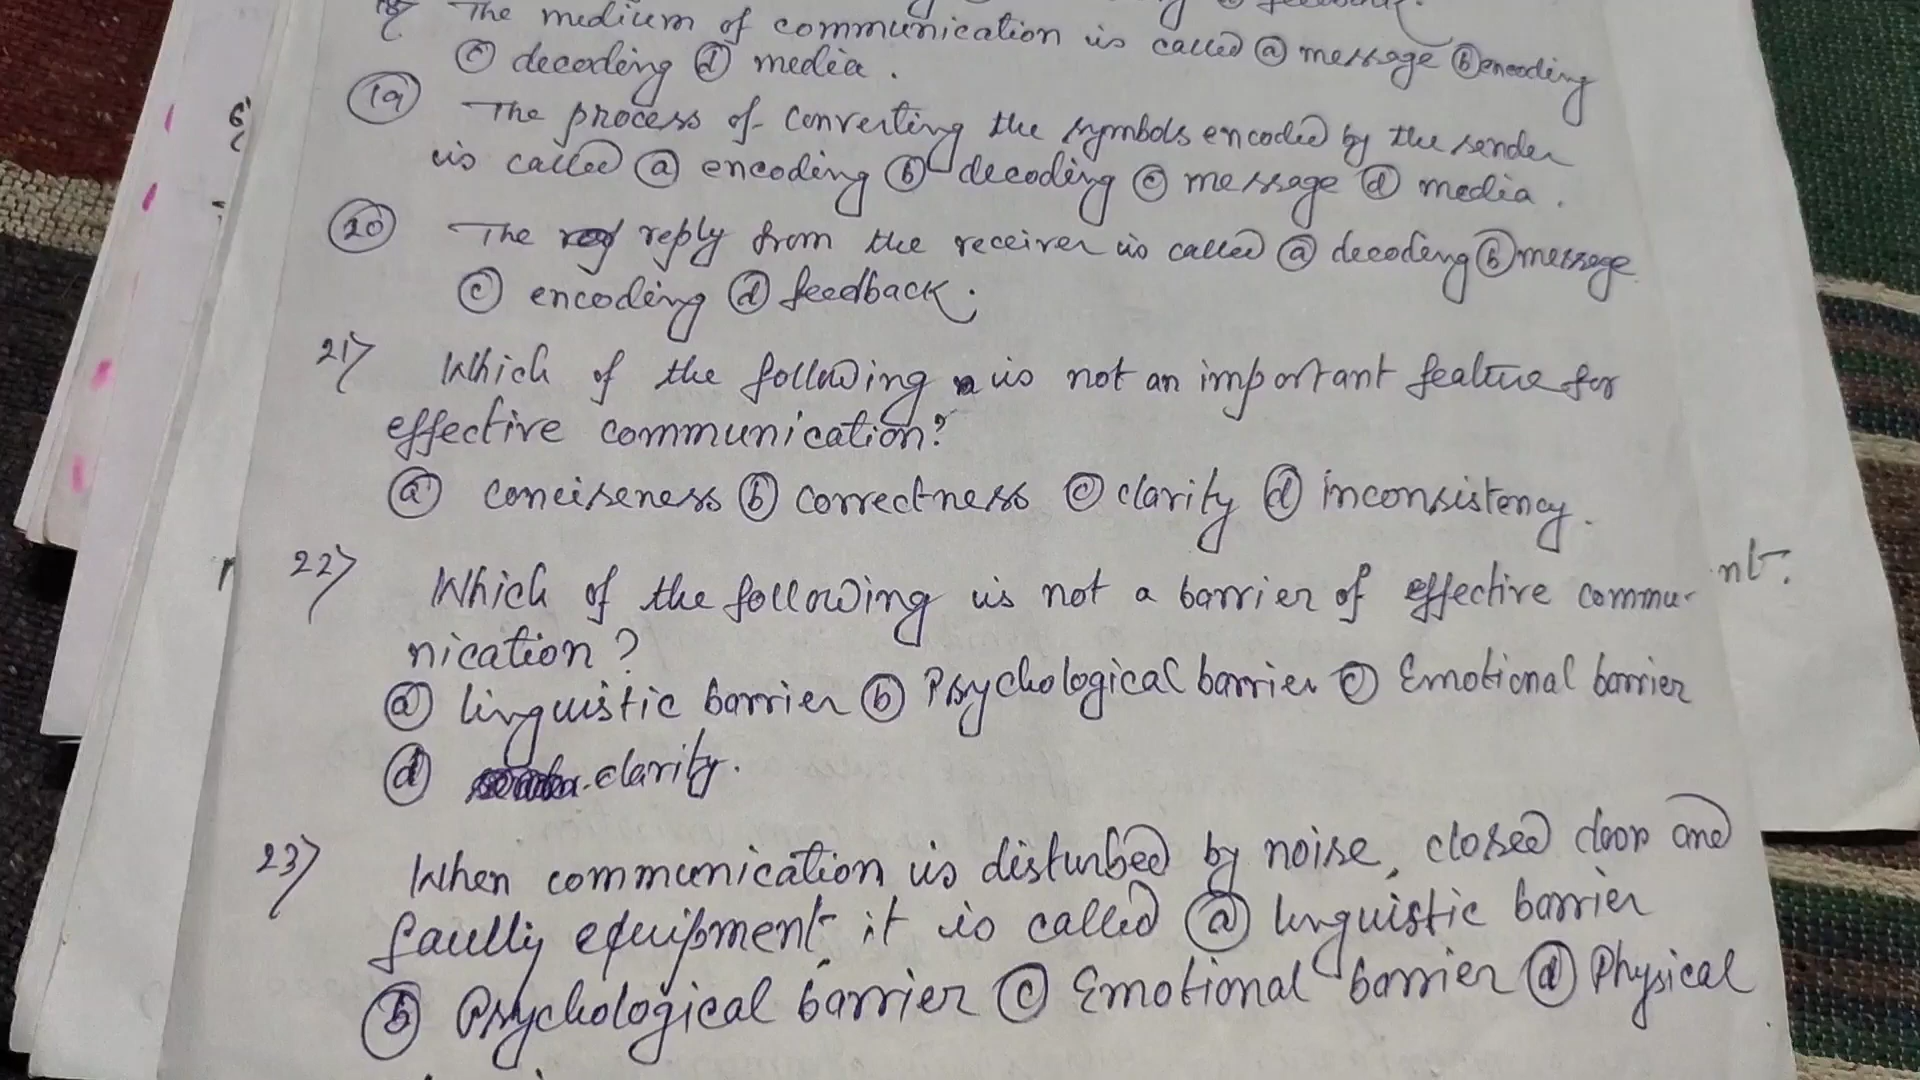 18) The medium of communication is called (a) message (b) encoding
(c) decoding (d) media.
(19) The process of converting the symbols encoded by the sender
is called (a) encoding (b) decoding (c) message (d) media.
(20) The reply from the receiver is called (a) decoding (b) message
(c) encoding (d) feedback.
21) Which of the following is not an important feature for
effective communication?
(a) conciseness (b) correctness (c) clarity (d) inconsistency.
22) Which of the following is not a barrier of effective commu-
nication?
(a) linguistic barrier (b) Psychological barrier (c) Emotional barrier
(d) clarity.
23) When communication is disturbed by noise, closed door and
faulty equipment, it is called (a) linguistic barrier
(b) Psychological barrier (c) Emotional barrier (d) Physical